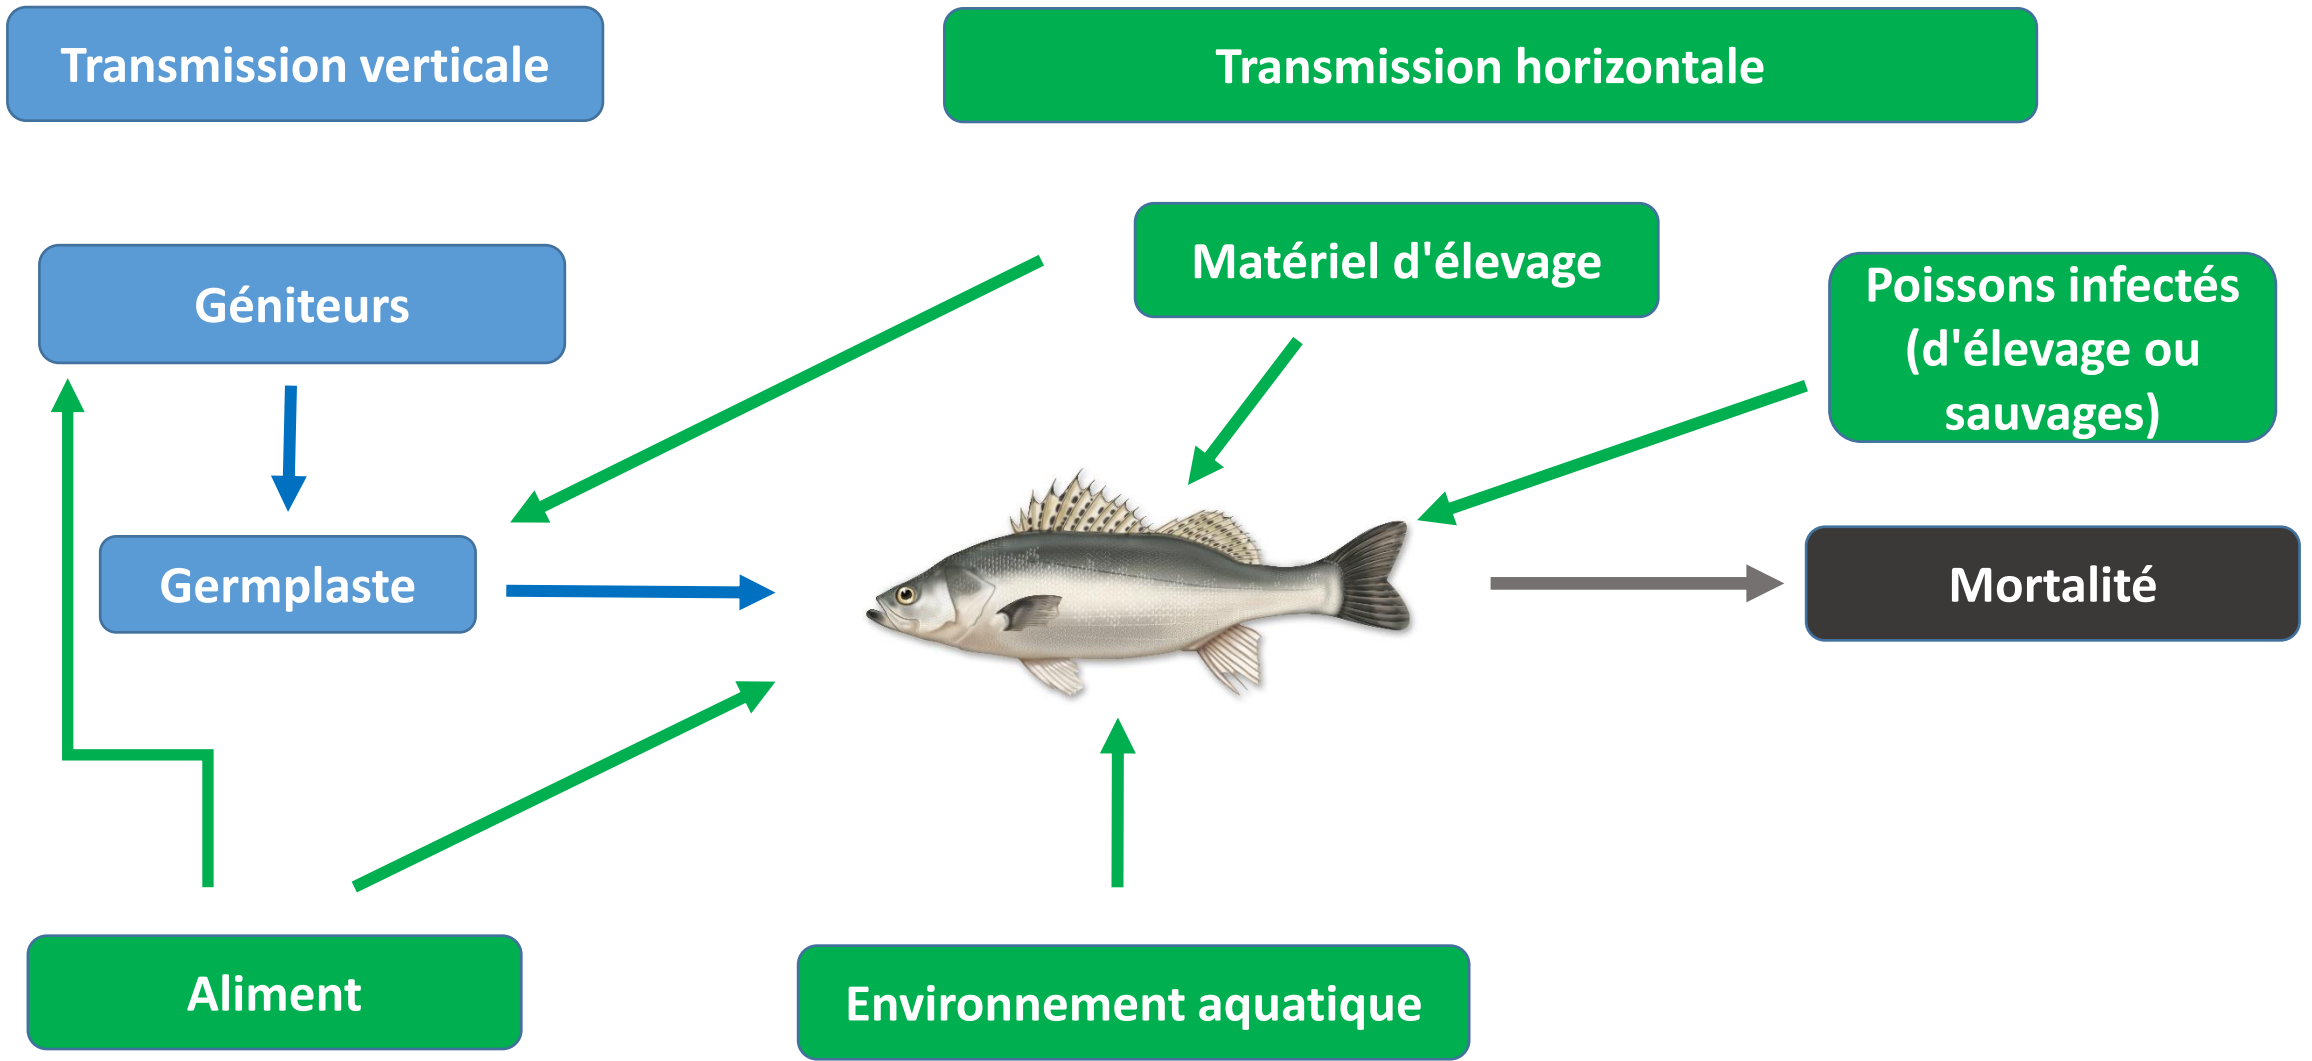 Transmission verticale
Transmission horizontale
Matériel d'élevage
Géniteurs
Poissons infectés
(d'élevage ou
sauvages)
Germplaste
Mortalité
Aliment
Environnement aquatique